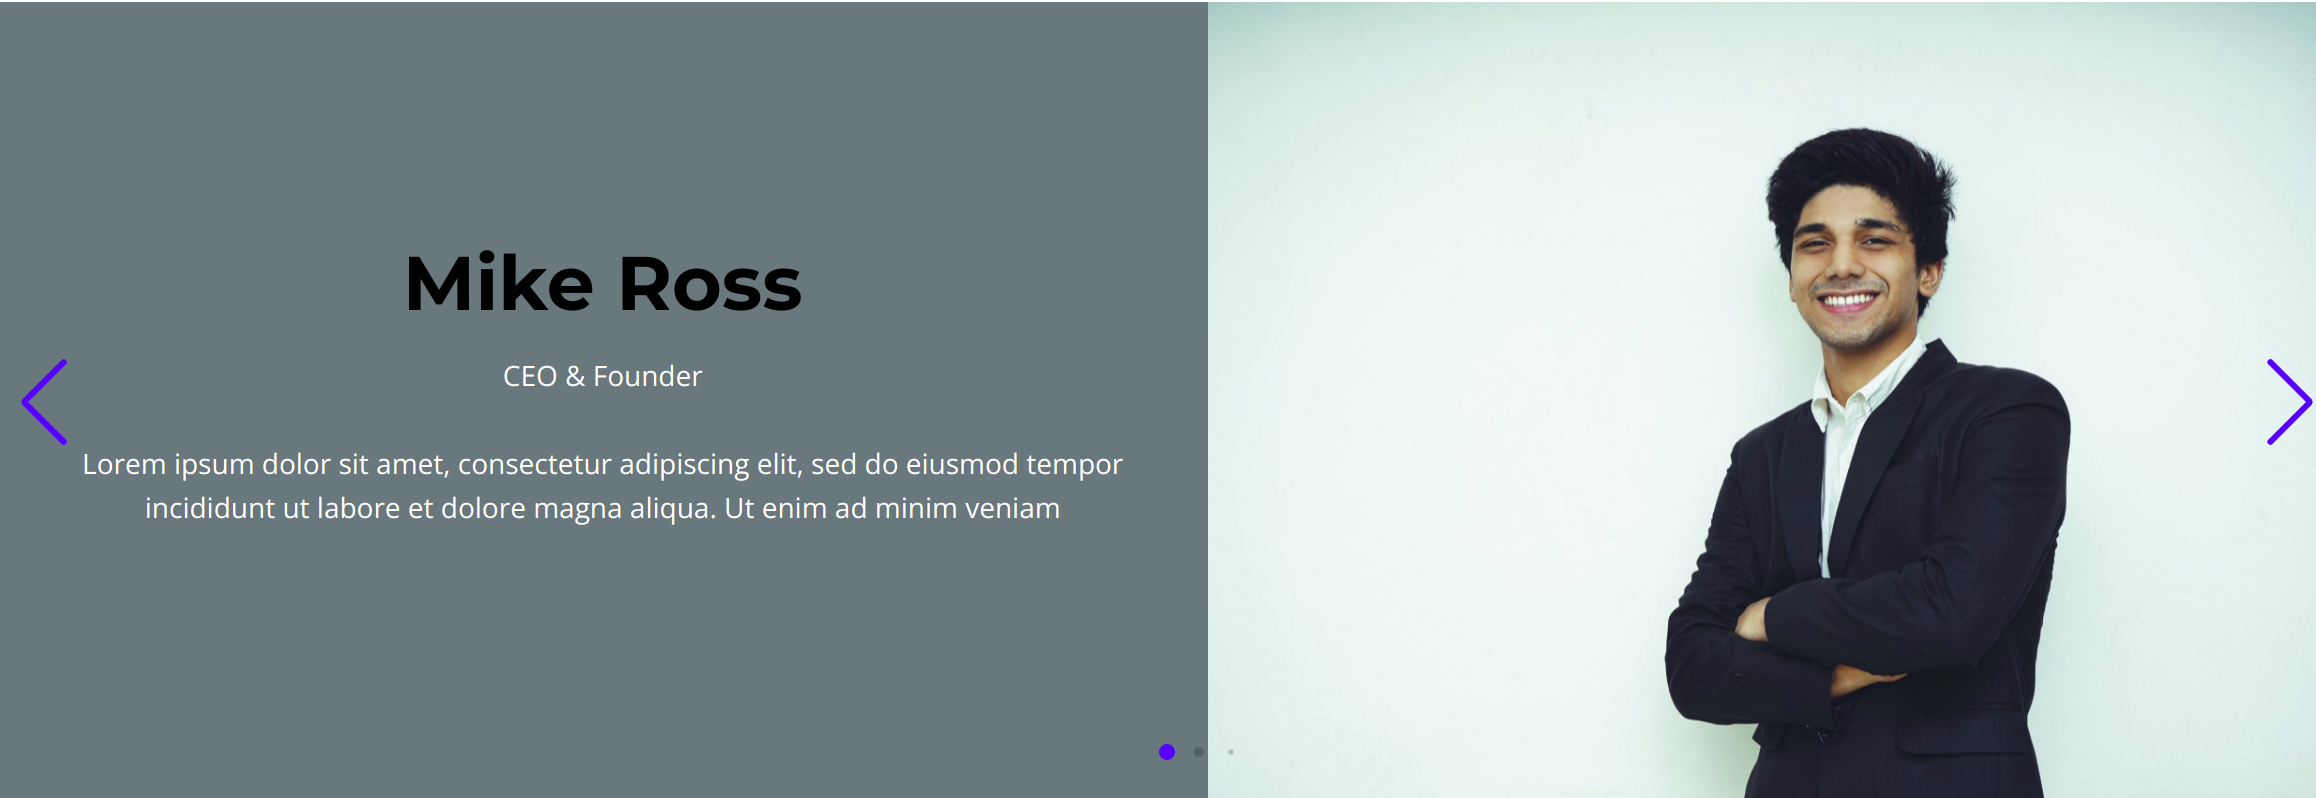 Mike Ross
CEO & Founder
Lorem ipsum dolor sit amet, consectetur adipiscing elit, sed do eiusmod tempor
incididunt ut labore et dolore magna aliqua. Ut enim ad minim veniam